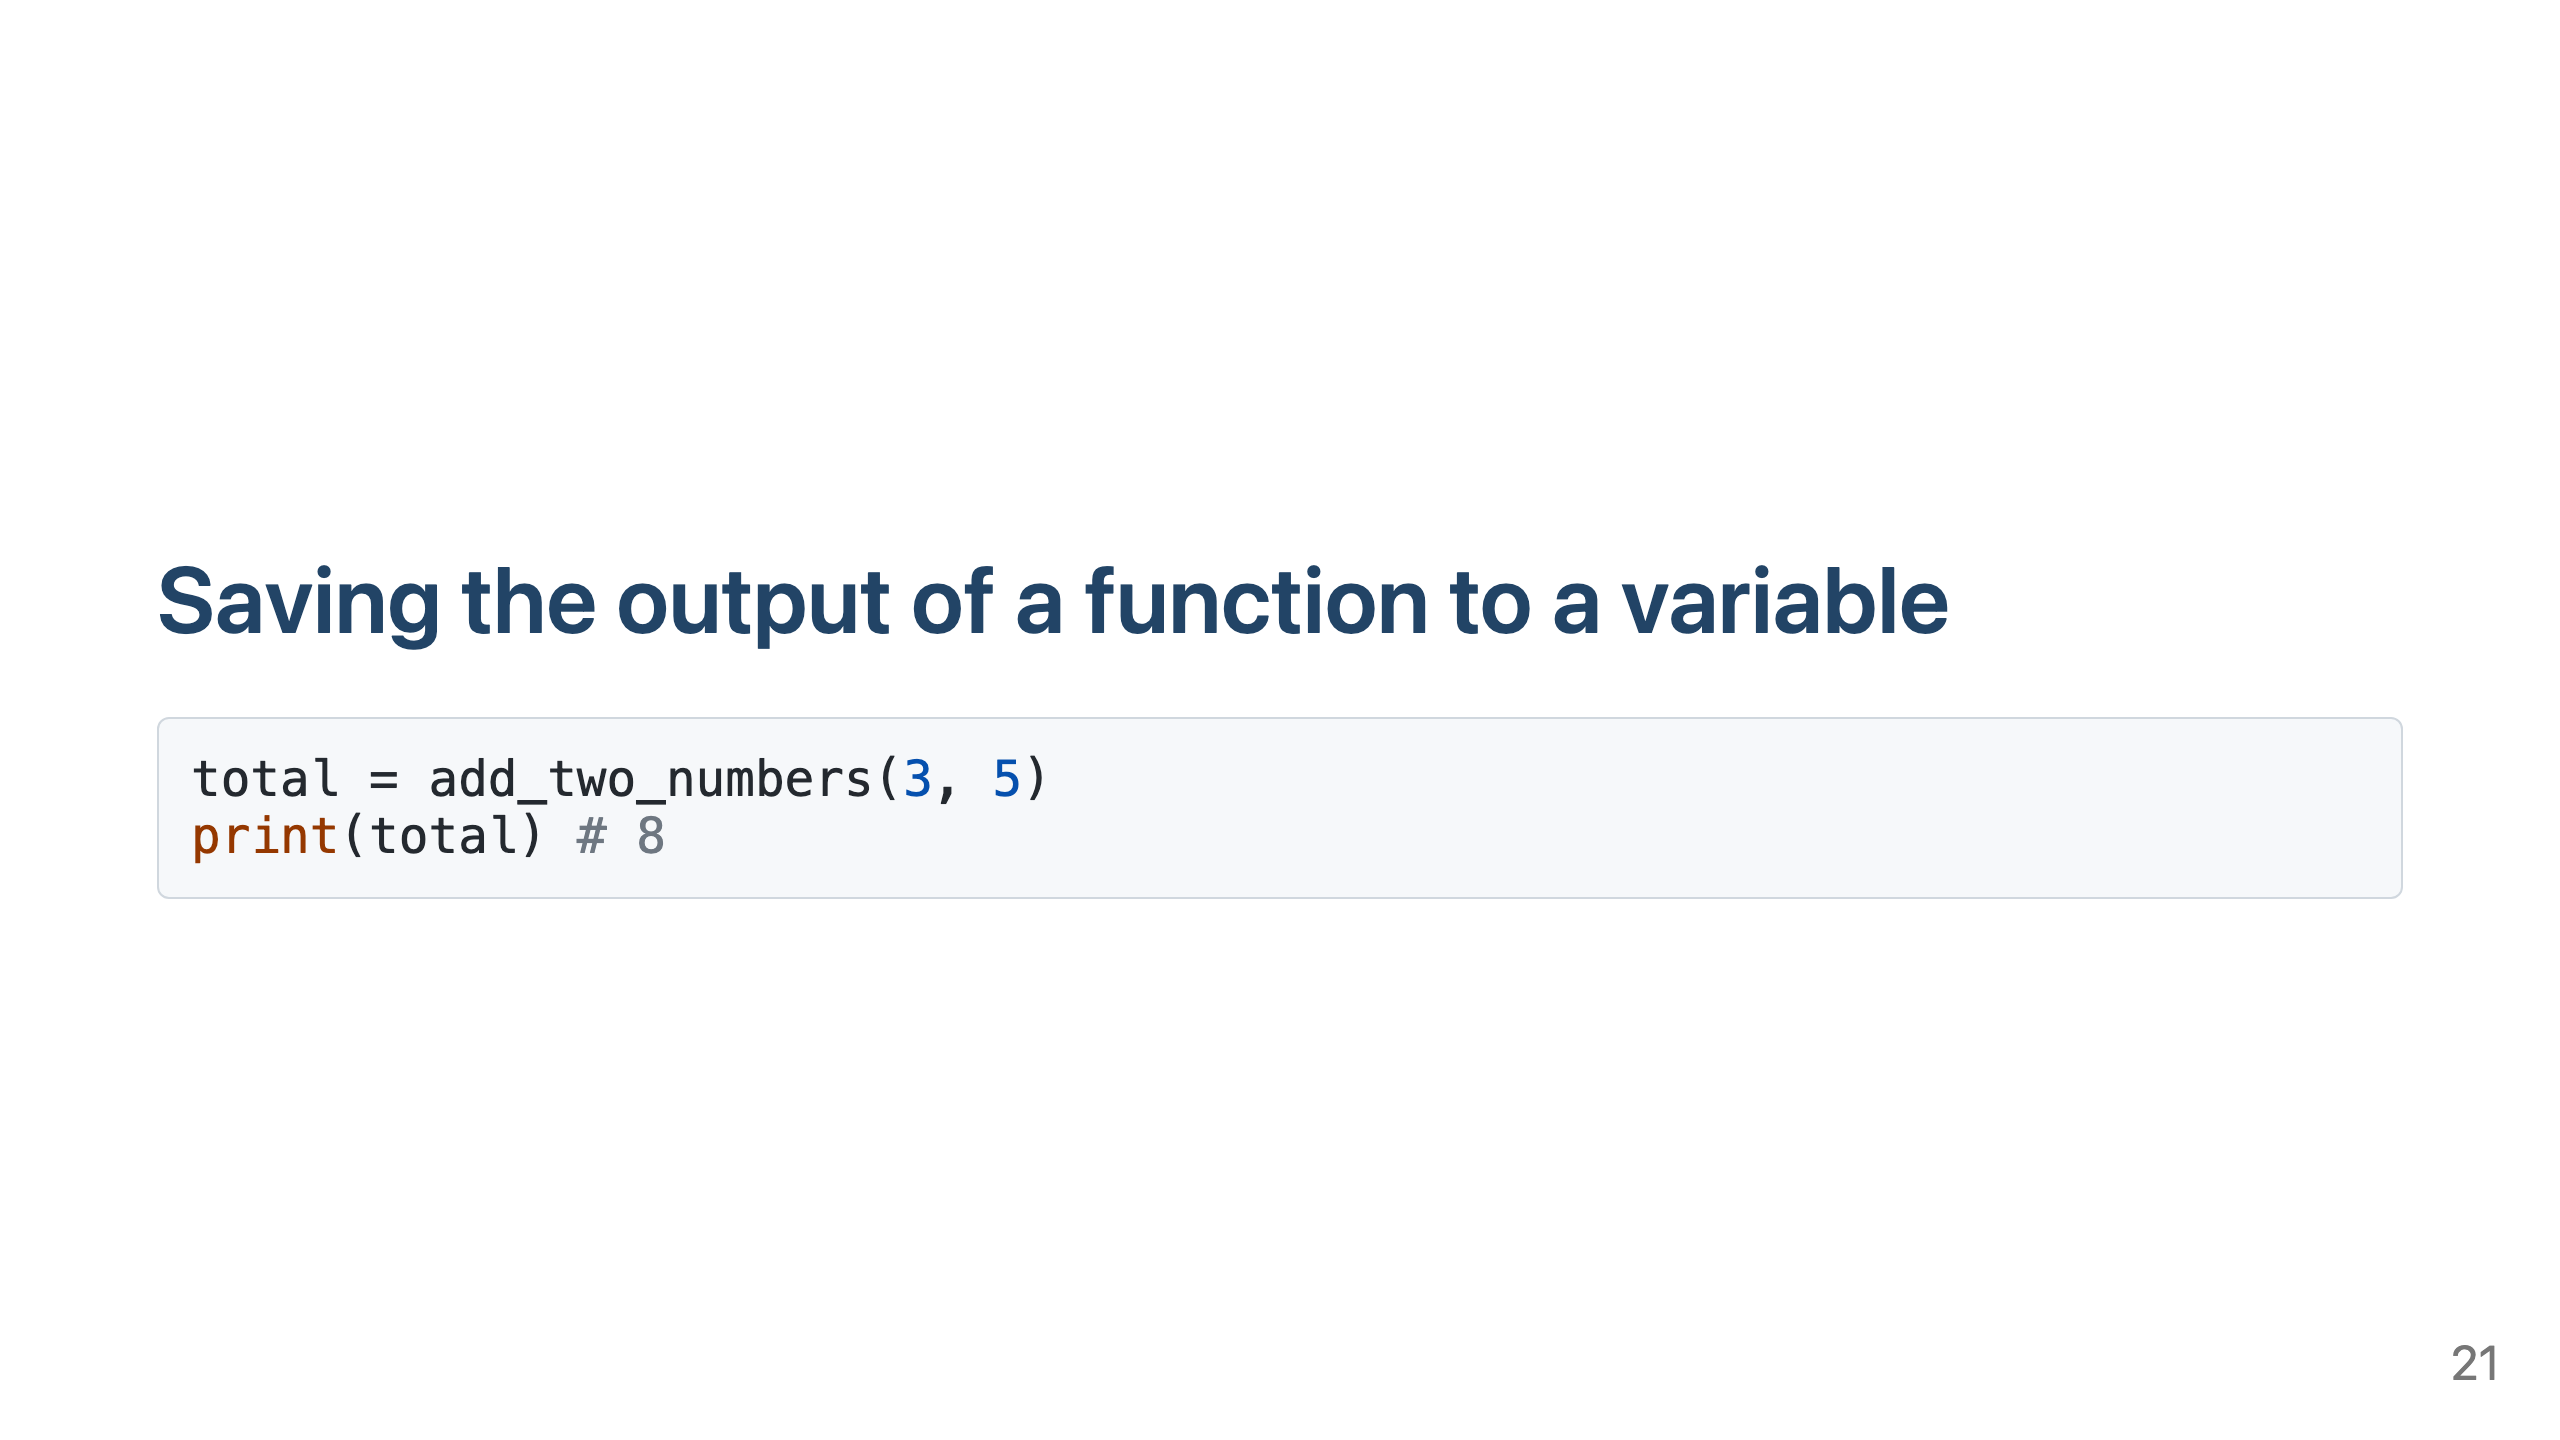 Saving the output of a function to a variable
total = add_two_numbers(3, 5)
print(total) # 8
21